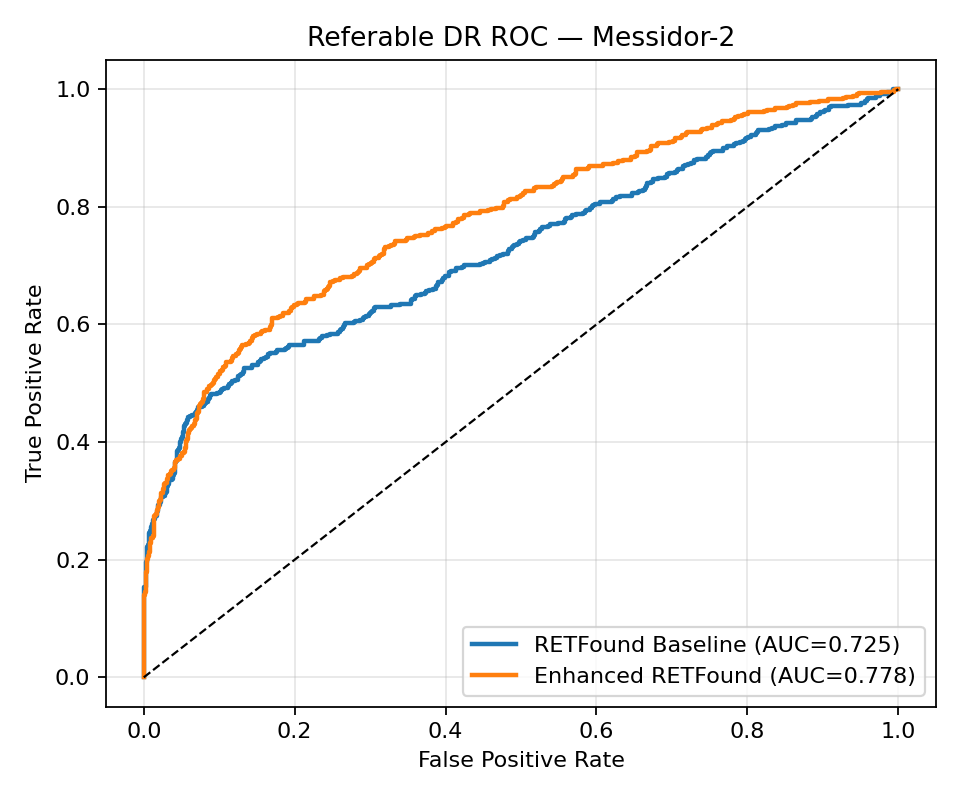 Referable DR ROC — Messidor-2
1.0
0.8
0.6
0.4
0.2
0.0
True Positive Rate
RETFound Baseline (AUC=0.725)
Enhanced RETFound (AUC=0.778)
0.0 0.2 0.4 0.6 0.8 1.0
False Positive Rate